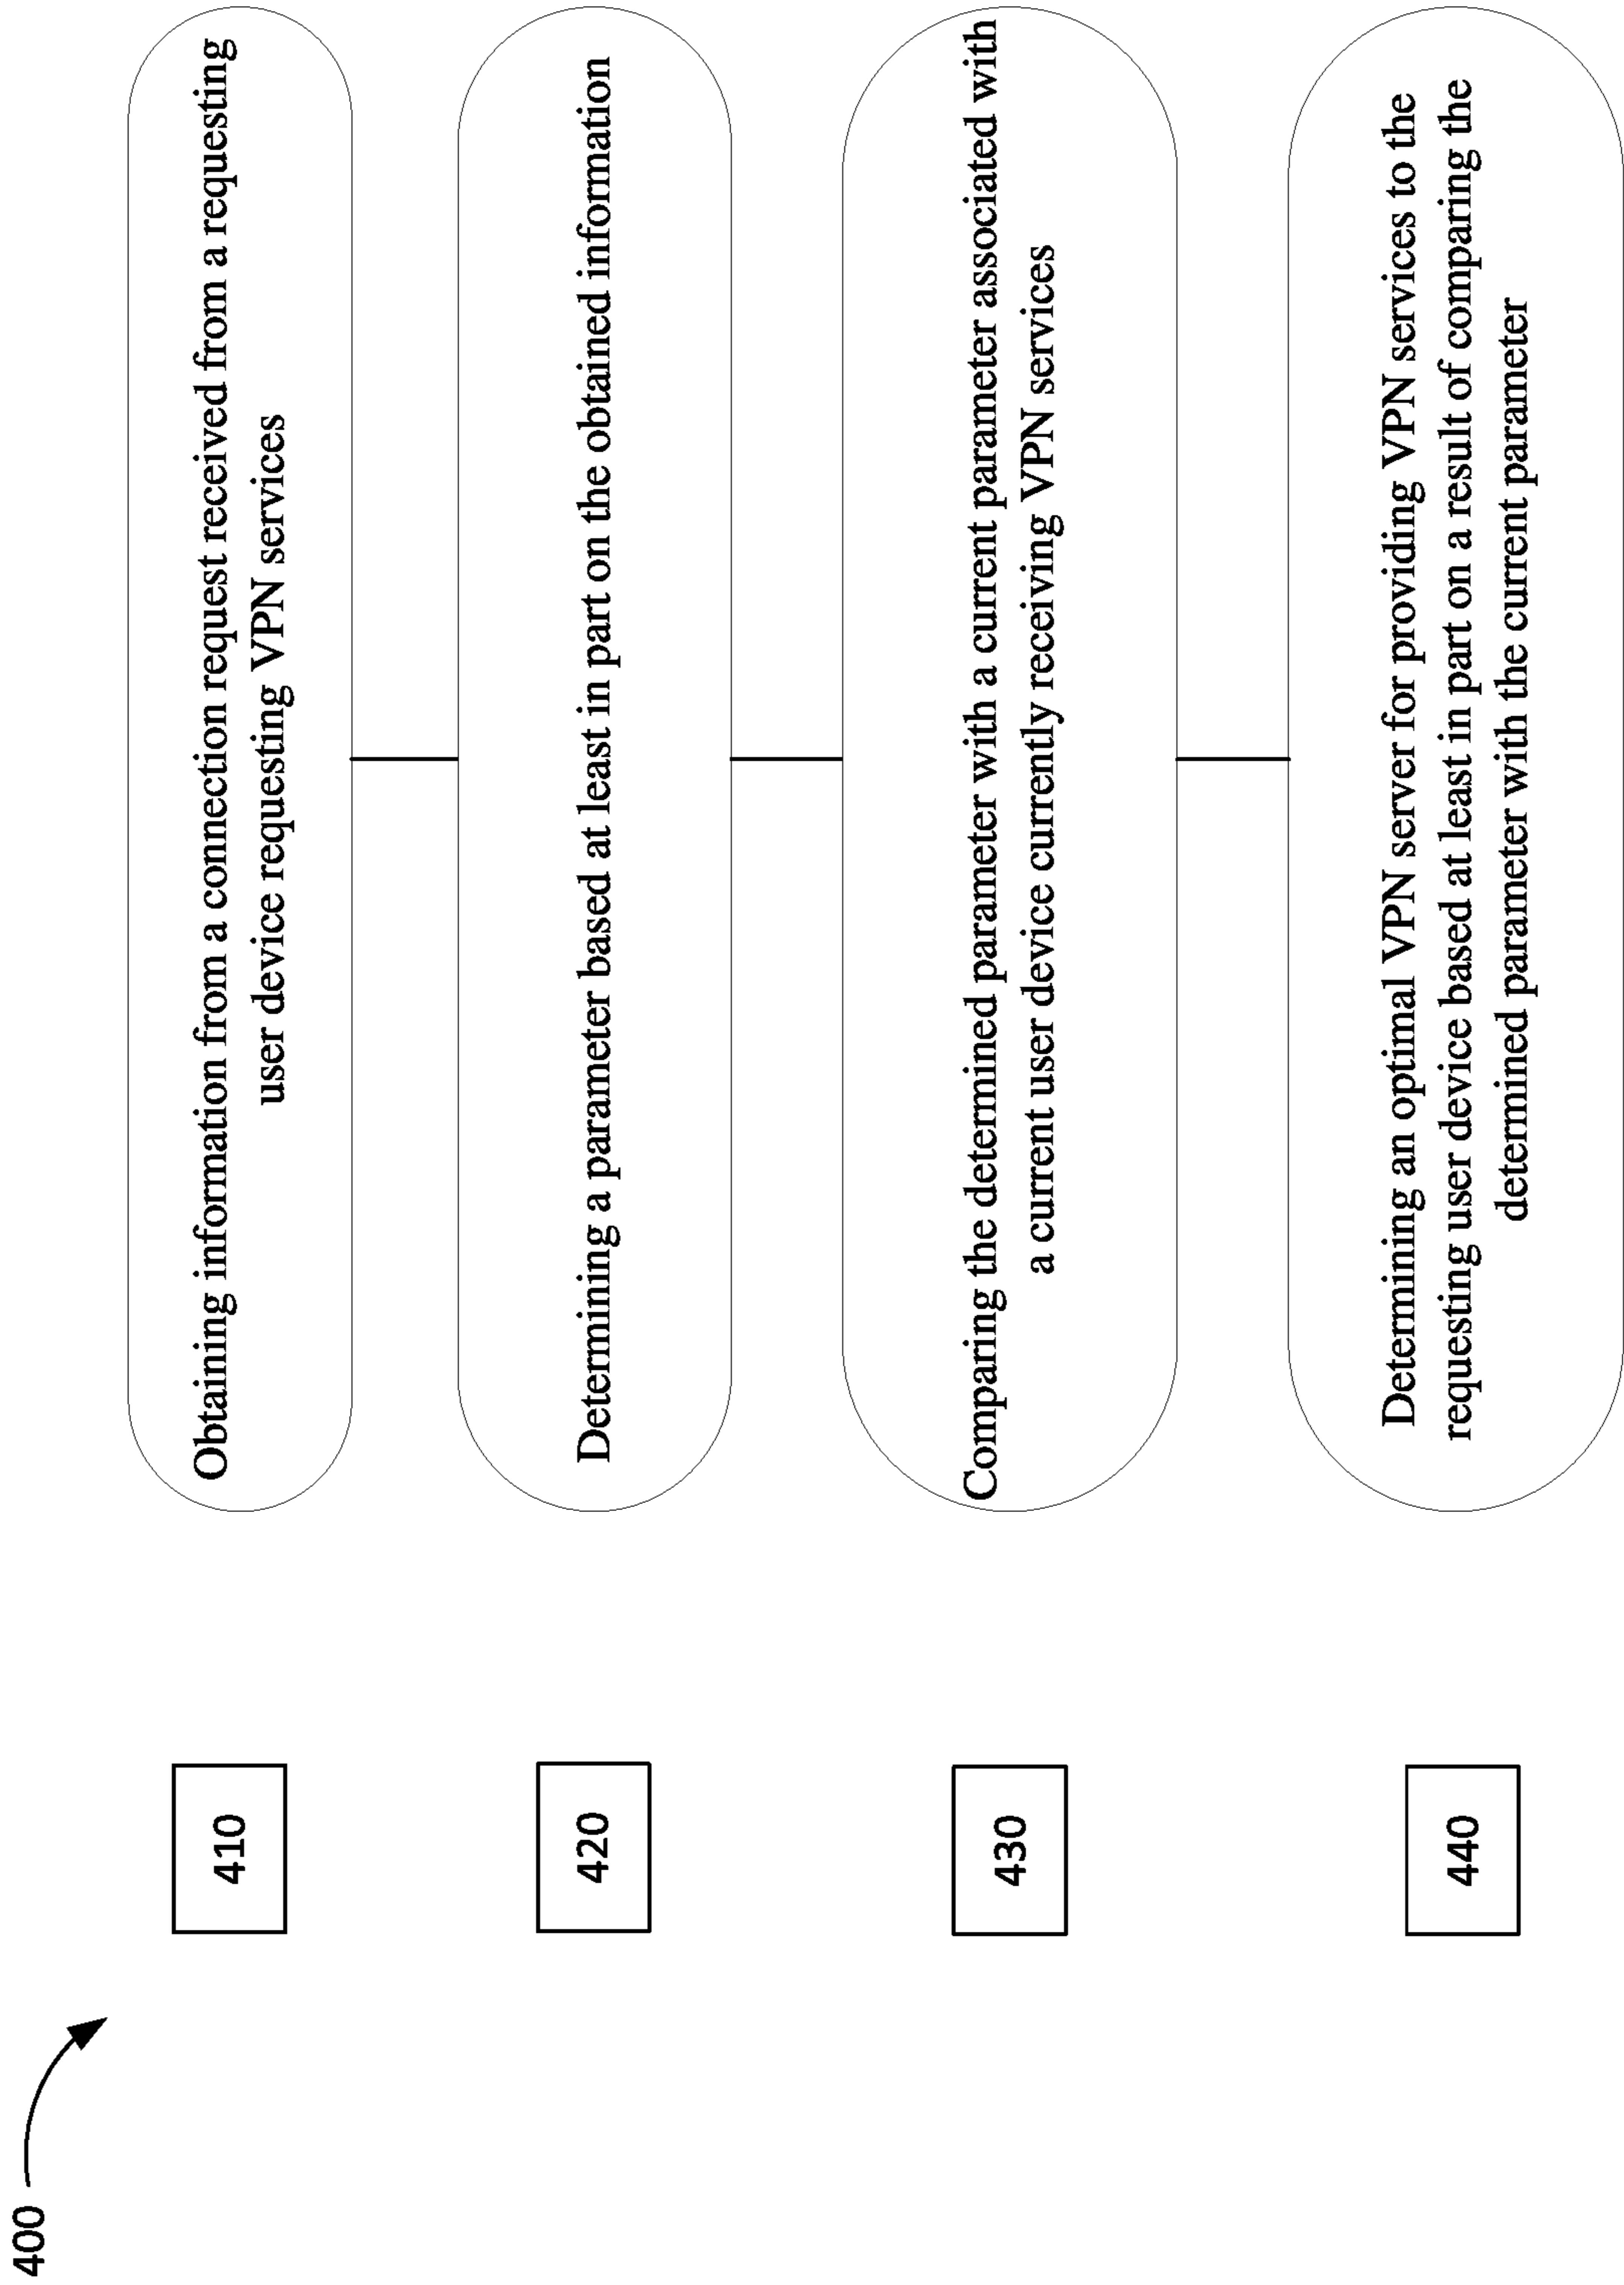 400
410
Obtaining information from a connection request received from a requesting
user device requesting VPN services
420
Determining a parameter based at least in part on the obtained information
430
Comparing the determined parameter with a current parameter associated with
a current user device currently receiving VPN services
440
Determining an optimal VPN server for providing VPN services to the
requesting user device based at least in part on a result of comparing the
determined parameter with the current parameter